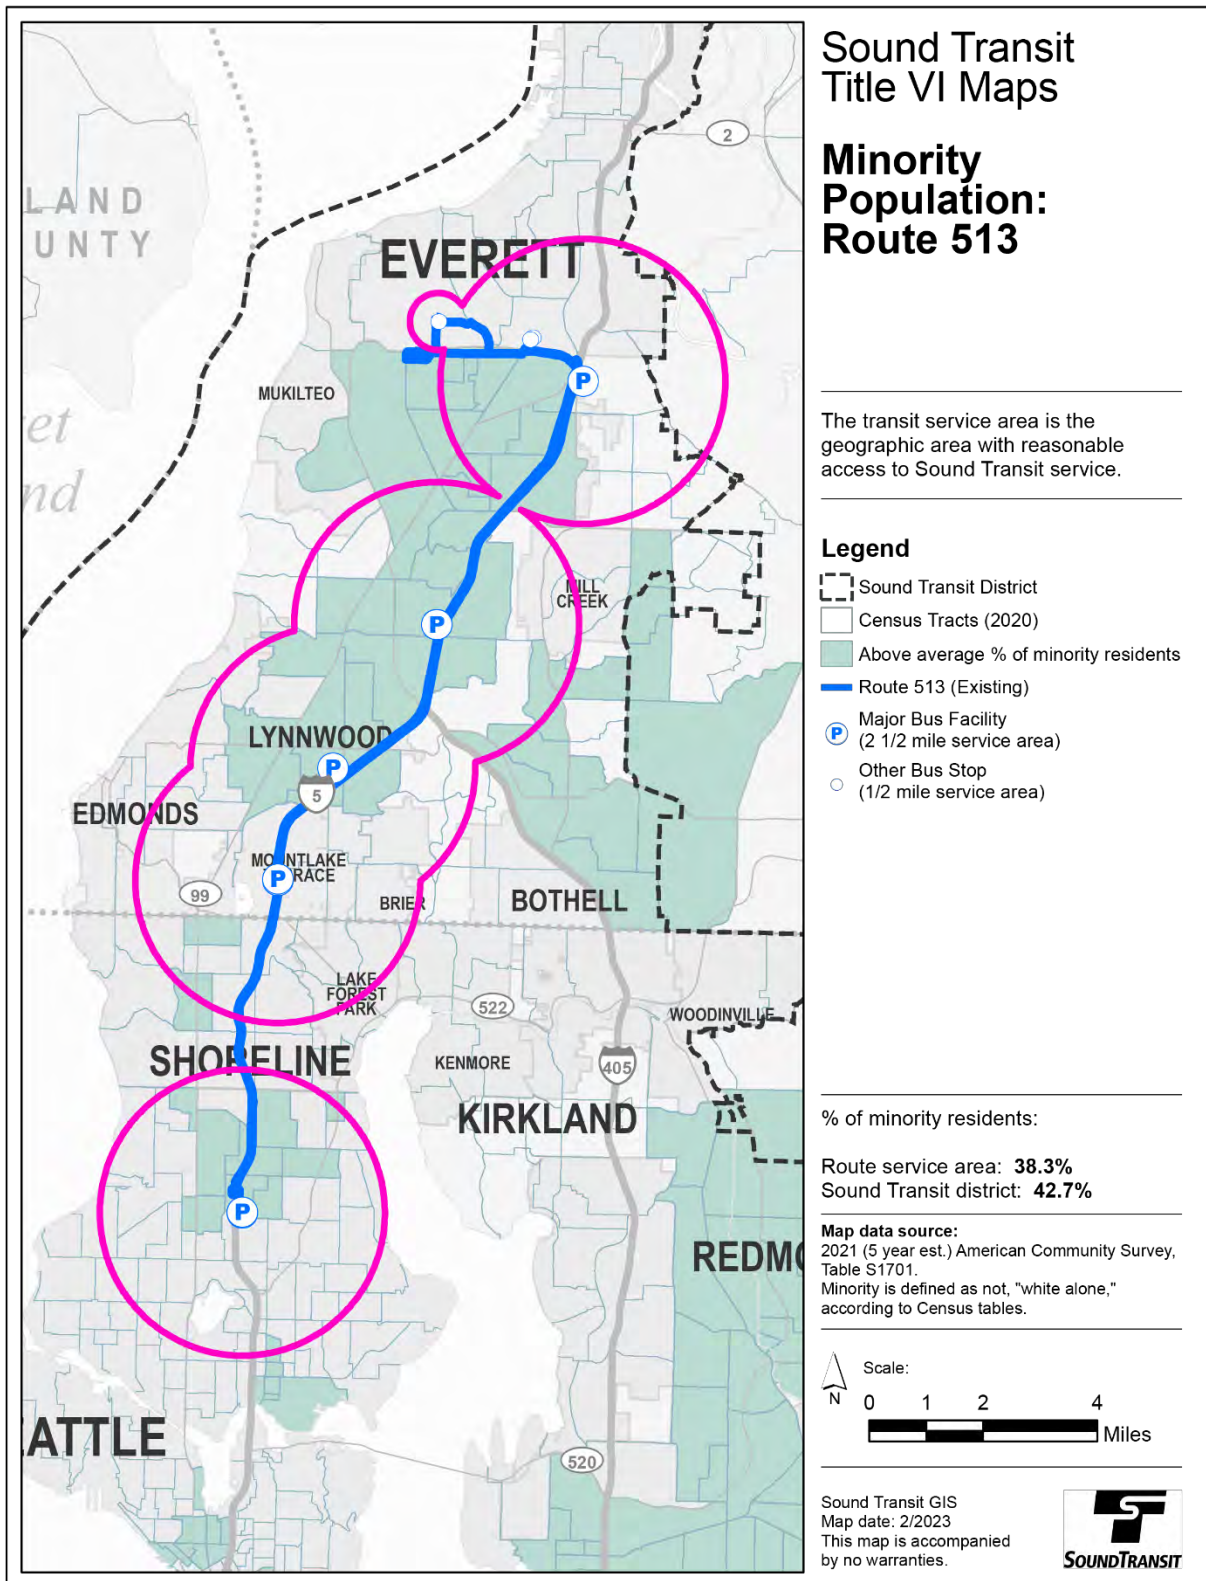 Sound Transit
Title VI Maps
Minority
Population:
Route 513
The transit service area is the
geographic area with reasonable
access to Sound Transit service.
Legend
Sound Transit District
Census Tracts (2020)
Above average % of minority residents
Route 513 (Existing)
P
Major Bus Facility
(2 1/2 mile service area)
Other Bus Stop
(1/2 mile service area)
% of minority residents:
Route service area: 38.3%
Sound Transit district: 42.7%
Map data source:
2021 (5 year est.) American Community Survey,
Table S1701.
Minority is defined as not, "white alone,"
according to Census tables.
N
Scale:
0 1 2 4
Miles
Sound Transit GIS
Map date: 2/2023
This map is accompanied
by no warranties.
T
S
SOUNDTRANSIT
2
LAND
UNTY
EVERETT
P
MUKILTEO
et
nd
MILL
CREEK
P
LYNNWOOD
P
5
EDMONDS
MOUNTLAKE
TERRACE
P
99
BRIER
BOTHELL
LAKE
FOREST
PARK
522
WOODINVILLE
SHORELINE
KENMORE
405
KIRKLAND
P
REDMO
ATTLE
520